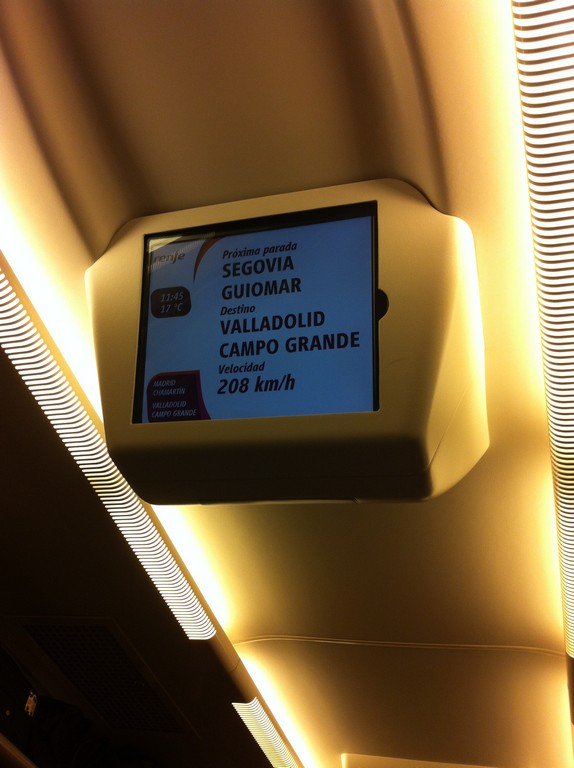 renfe
11:45
17 °C
Próxima parada
SEGOVIA
GUIOMAR
Destino
VALLADOLID
CAMPO GRANDE
Velocidad
208 km/h
MADRID
CHAMARTÍN
VALLADOLID
CAMPO GRANDE